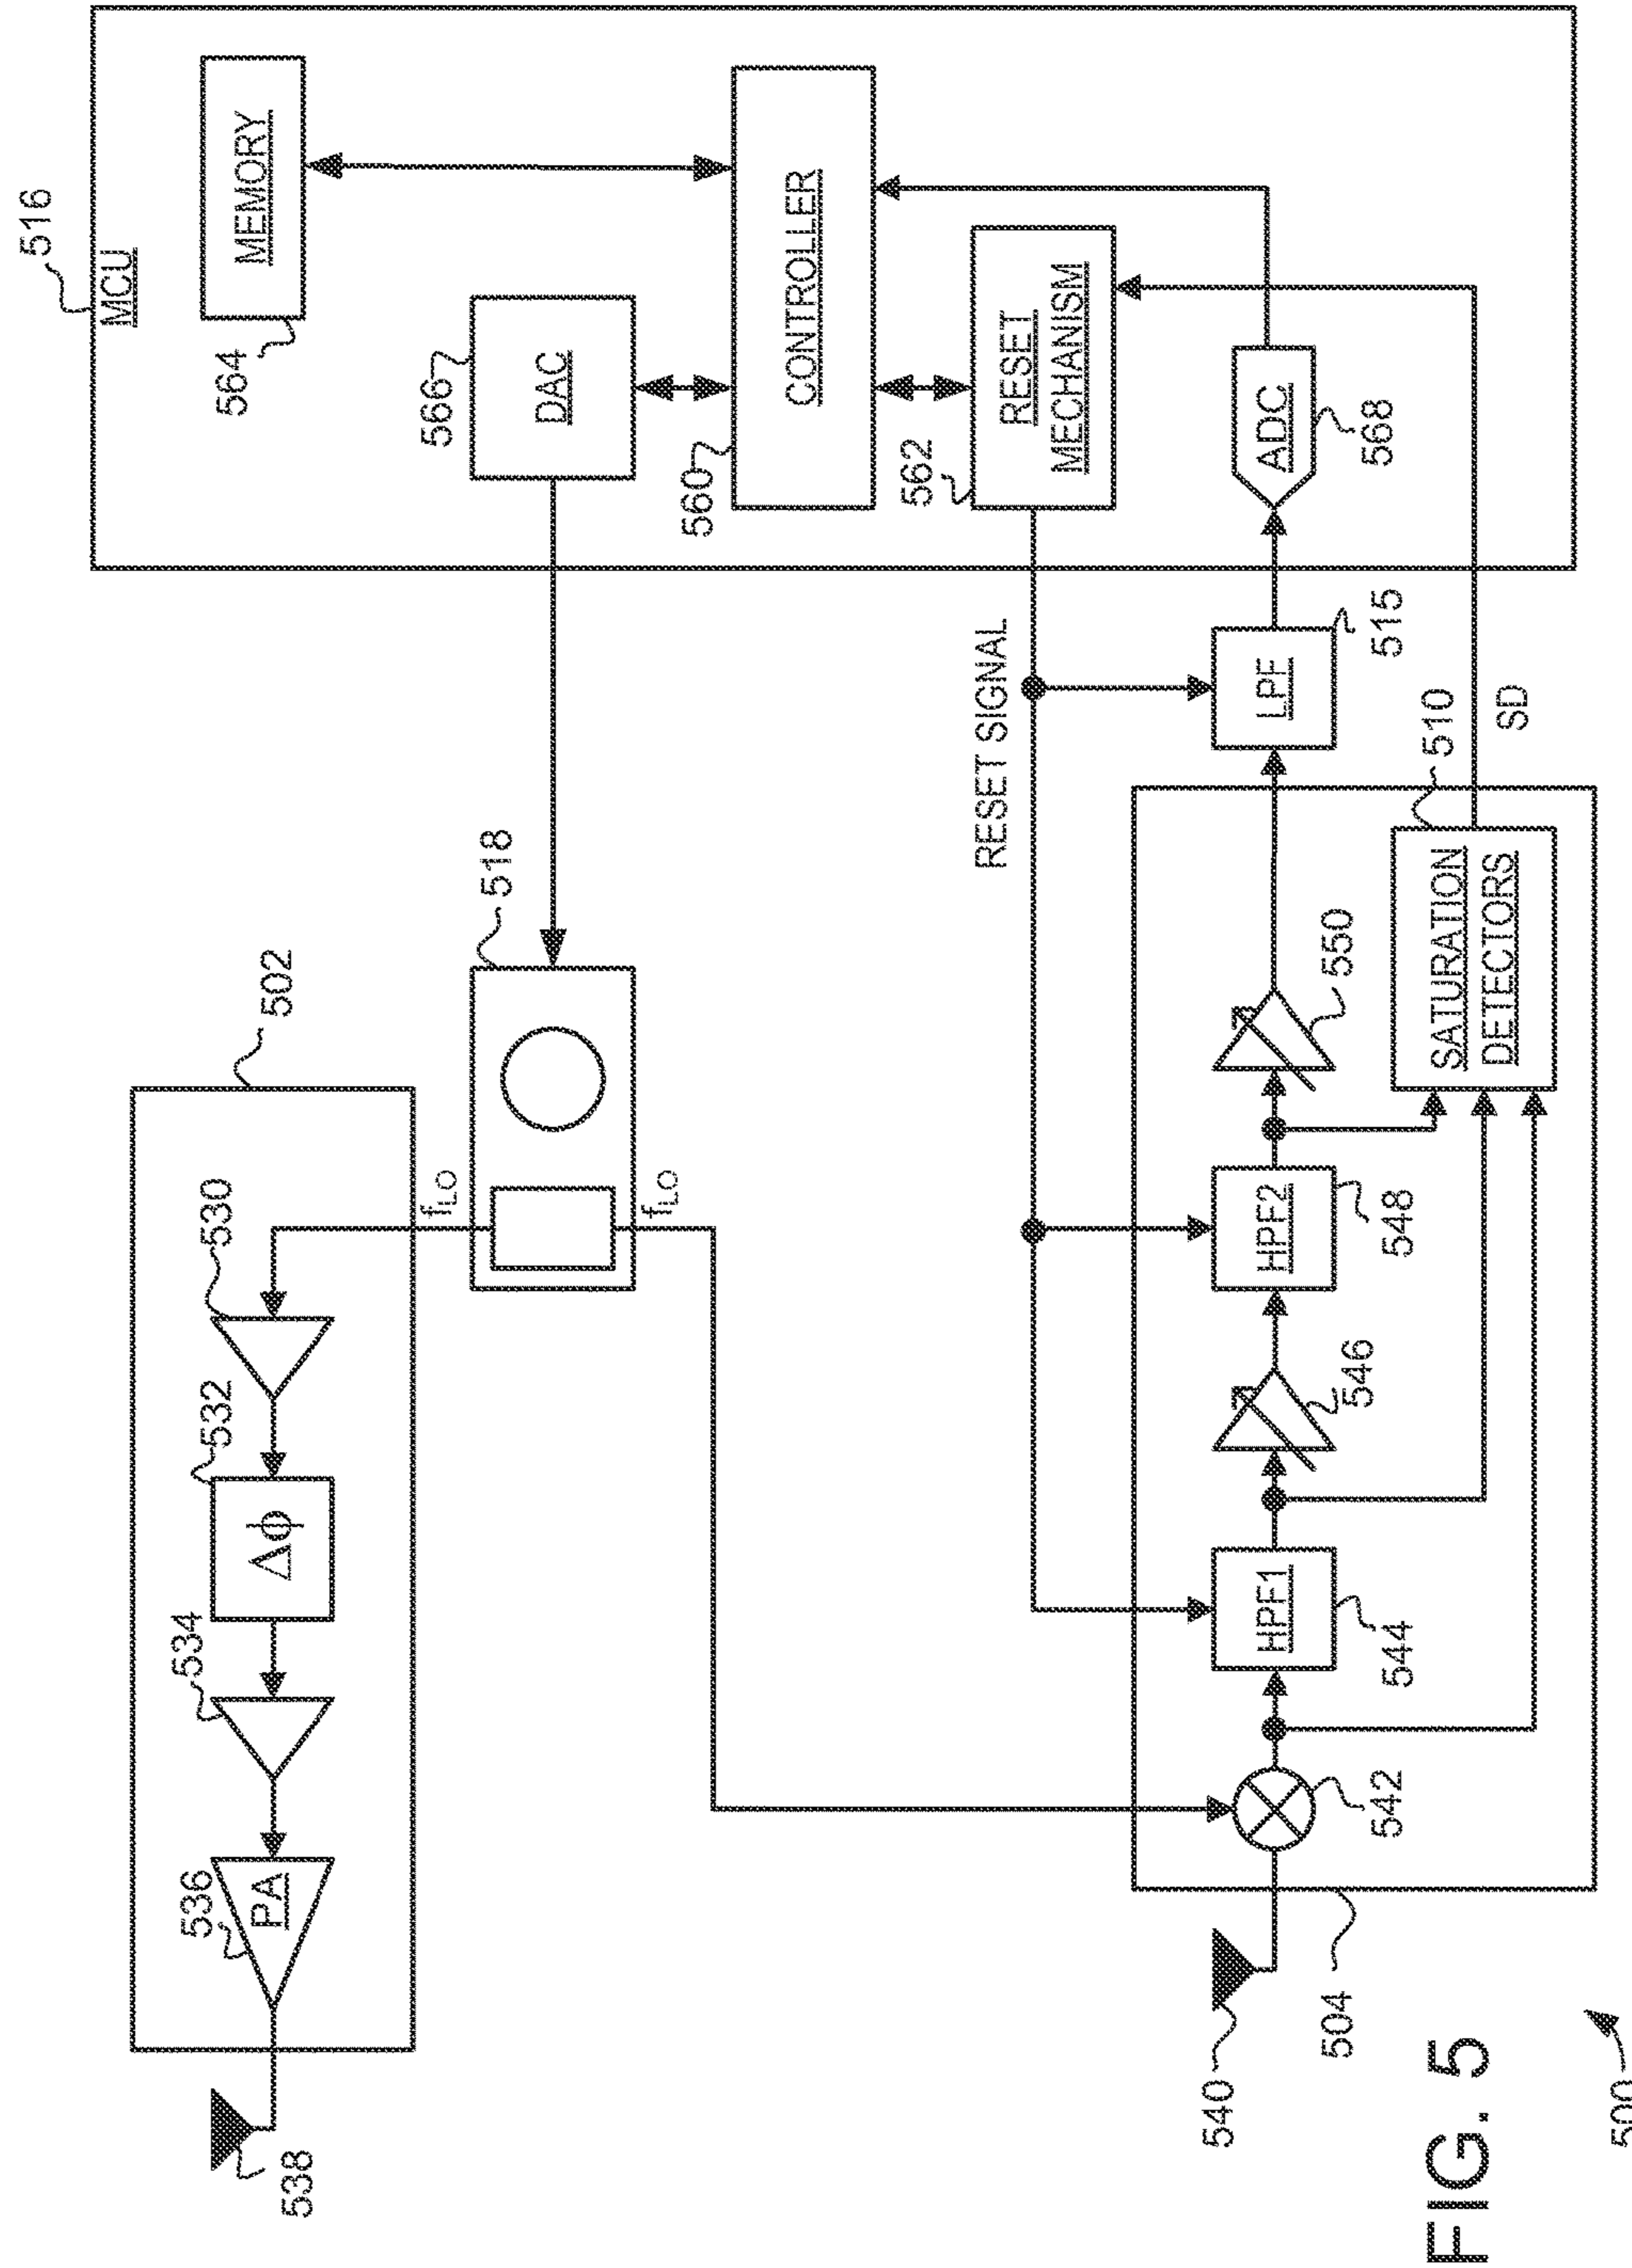 516
MCU
MEMORY
564
566
DAC
560
CONTROLLER
562
RESET
MECHANISM
ADC
568
502
530
532
Δϕ
534
536
PA
538
518
fLO
fLO
RESET SIGNAL
LPF
515
510
SD
SATURATION
DETECTORS
550
HPF2
548
546
HPF1
544
542
540
504
500
FIG. 5